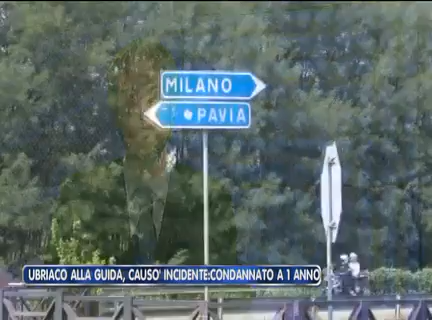 MILANO
PAVIA
UBRIACO ALLA GUIDA, CAUSO' INCIDENTE:CONDANNATO A 1 ANNO